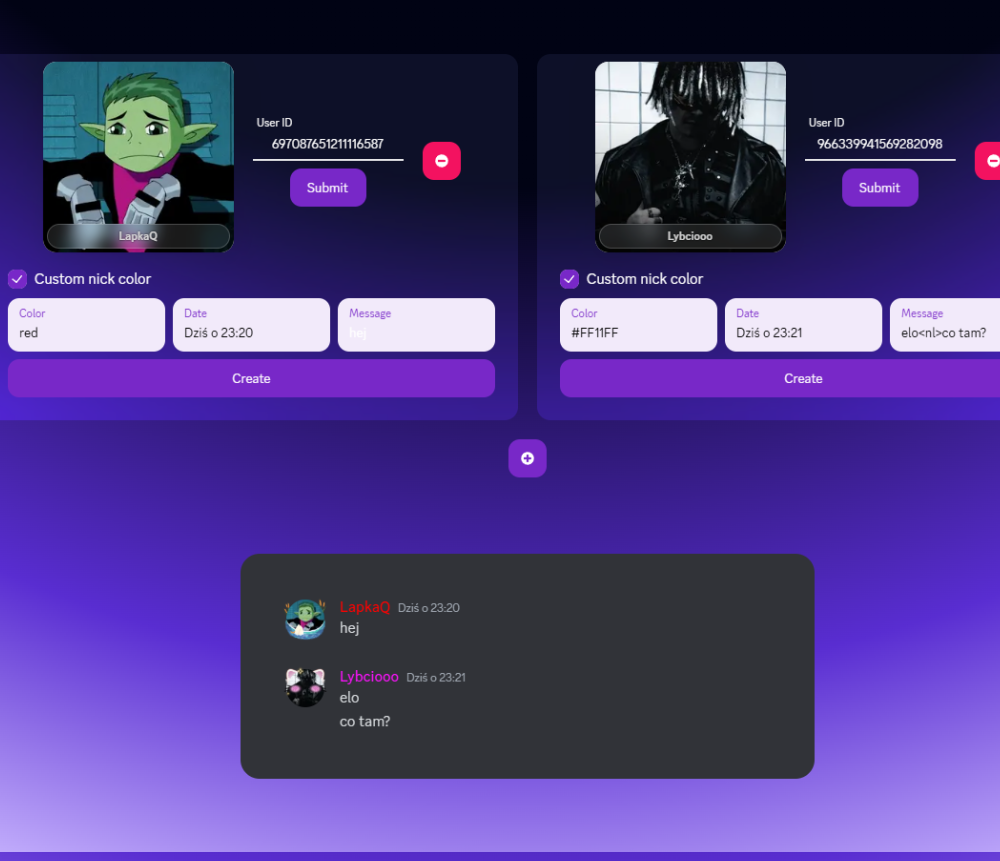 User ID
697087651211116587
Submit
LapkaQ
Custom nick color
Color
red
Date
Dziś o 23:20
Message
hej
Create
User ID
966339941569282098
Submit
Lybciooo
Custom nick color
Color
#FF11FF
Date
Dziś o 23:21
Message
elo<nl>co tam?
Create
LapkaQ Dziś o 23:20
hej
Lybciooo Dziś o 23:21
elo
co tam?